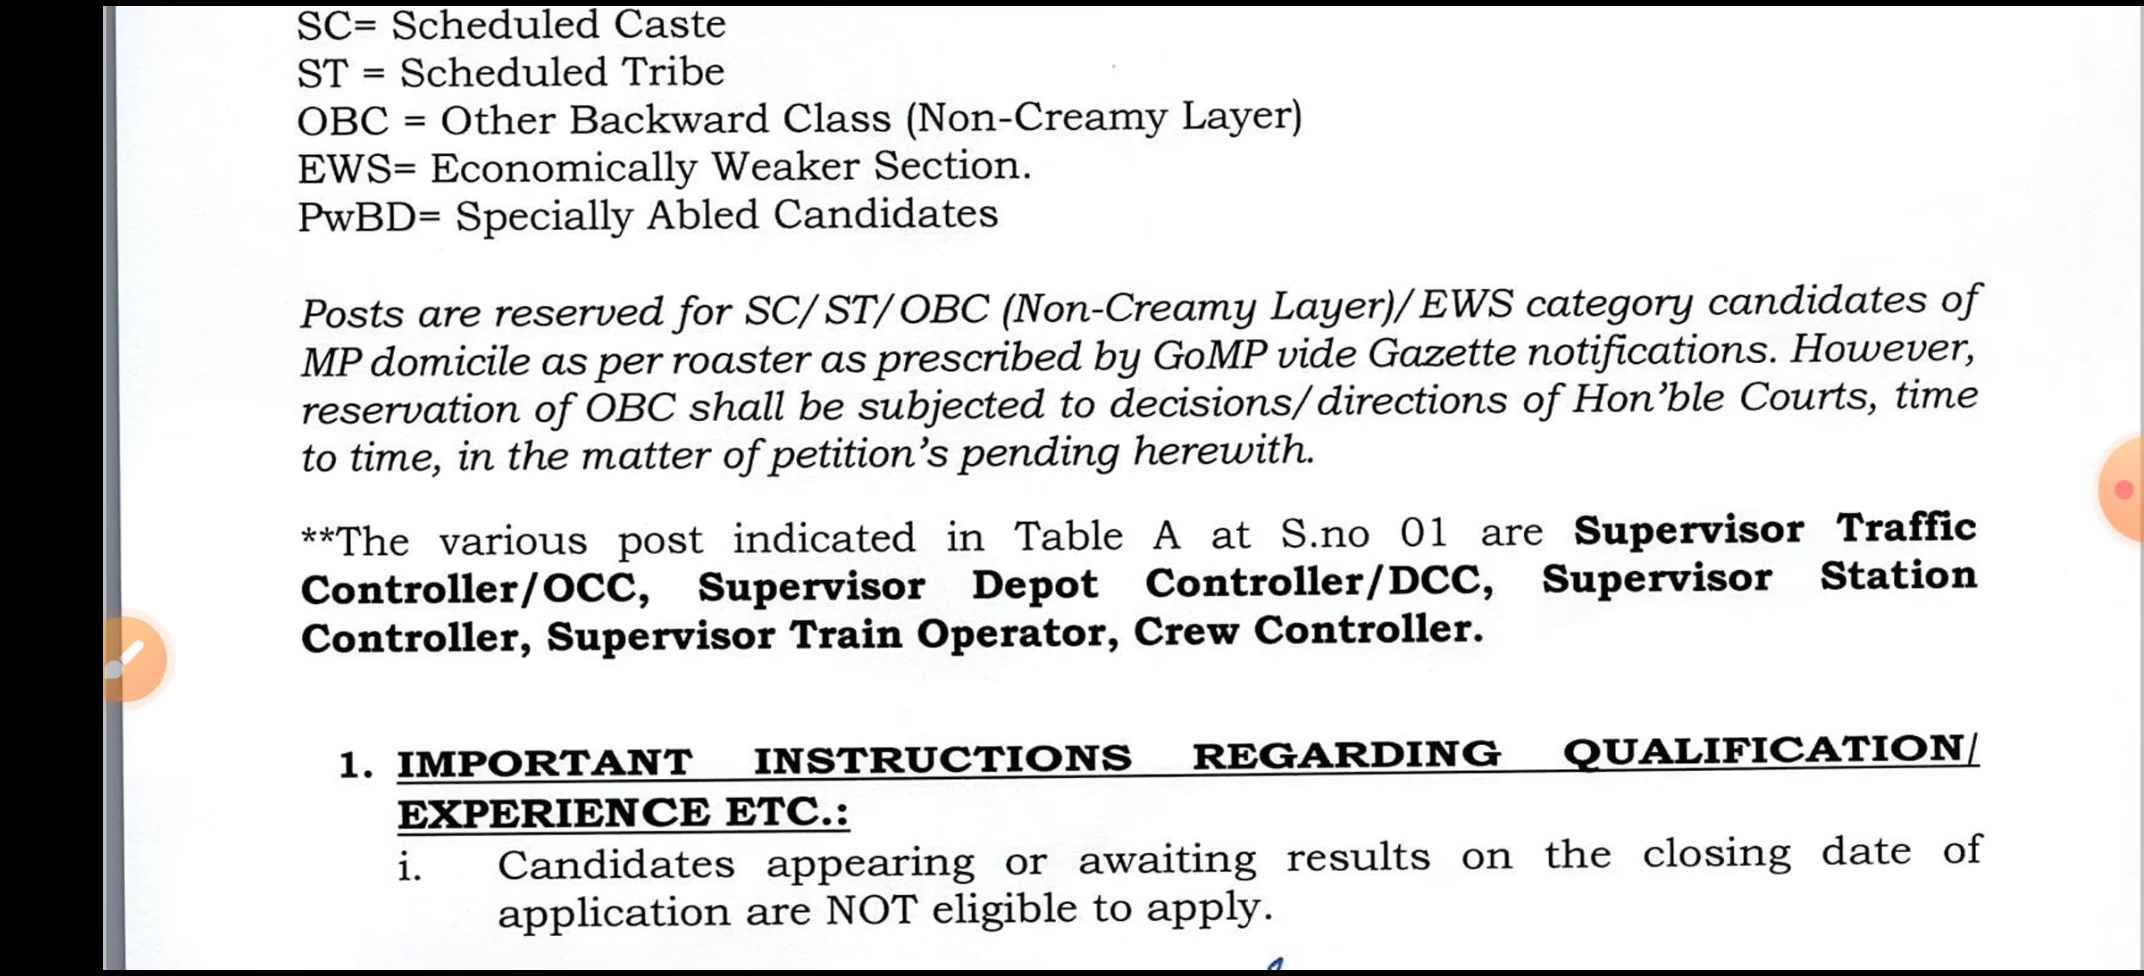 SC= Scheduled Caste
ST = Scheduled Tribe
OBC = Other Backward Class (Non-Creamy Layer)
EWS= Economically Weaker Section.
PwBD= Specially Abled Candidates
Posts are reserved for SC/ST/OBC (Non-Creamy Layer)/EWS category candidates of
MP domicile as per roaster as prescribed by GoMP vide Gazette notifications. However,
reservation of OBC shall be subjected to decisions/directions of Hon'ble Courts, time
to time, in the matter of petition's pending herewith.
**The various post indicated in Table A at S.no 01 are Supervisor Traffic
Controller/OCC, Supervisor Depot Controller/DCC, Supervisor Station
Controller, Supervisor Train Operator, Crew Controller.
1. IMPORTANT INSTRUCTIONS REGARDING QUALIFICATION/
EXPERIENCE ETC.:
i. Candidates appearing or awaiting results on the closing date of
application are NOT eligible to apply.